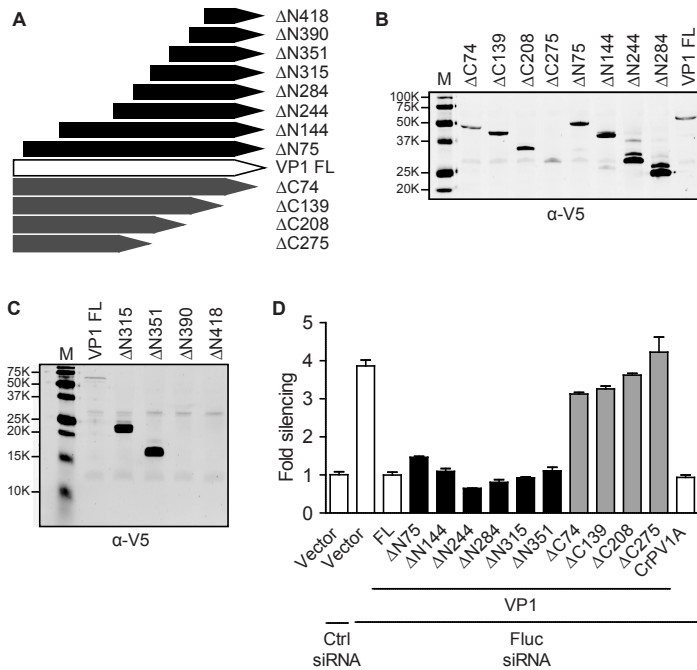 A
ΔN418
ΔN390
ΔN351
ΔN315
ΔN284
ΔN244
ΔN144
ΔN75
VP1 FL
ΔC74
ΔC139
ΔC208
ΔC275
B
M
ΔC74
ΔC139
ΔC208
ΔC275
ΔN75
ΔN144
ΔN244
ΔN284
VP1 FL
100K
75K
50K
37K
25K
20K
α-V5
C
M
VP1 FL
ΔN315
ΔN351
ΔN390
ΔN418
75K
50K
37K
25K
20K
15K
10K
α-V5
D
Fold silencing
5
4
3
2
1
0
Vector
Vector
FL
ΔN75
ΔN144
ΔN244
ΔN284
ΔN315
ΔN351
ΔC74
ΔC139
ΔC208
ΔC275
CrPV1A
VP1
Ctrl
siRNA
Fluc
siRNA